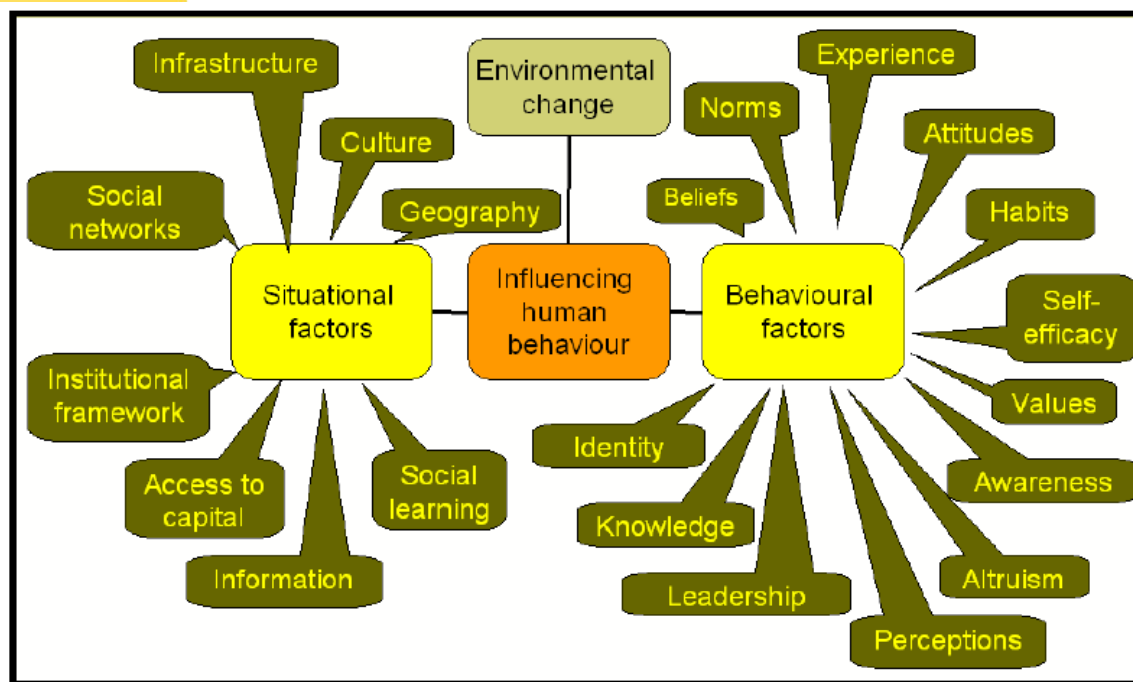 Infrastructure
Environmental
change
Experience
Norms
Culture
Attitudes
Social
networks
Geography
Beliefs
Habits
Situational
factors
Influencing
human
behaviour
Behavioural
factors
Self-
efficacy
Institutional
framework
Values
Identity
Access to
capital
Social
learning
Awareness
Knowledge
Information
Leadership
Altruism
Perceptions